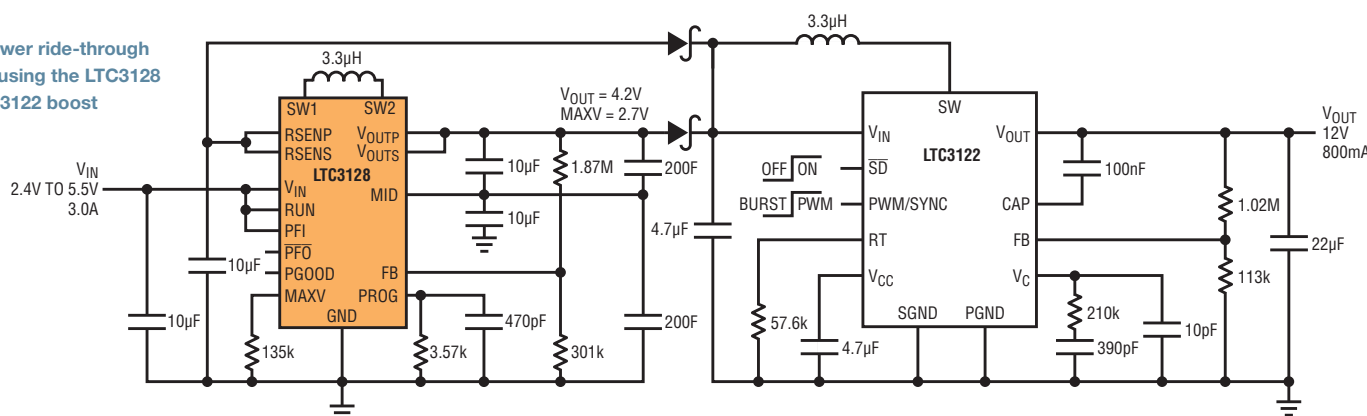 wer ride-through
using the LTC3128
3122 boost
3.3µH
3.3µH
SW1 SW2
RSENP
RSENS
LTC3128
VIN
RUN
PFI
PFO
PGOOD
MAXV
GND
VOUTP
VOUTS
MID
FB
PROG
VIN
2.4V TO 5.5V
3.0A
10µF
10µF
135k
3.57k
470pF
301k
10µF
10µF
1.87M
VOUT = 4.2V
MAXV = 2.7V
200F
200F
4.7µF
OFF ON
BURST PWM
57.6k
4.7µF
SW
VIN
SD
PWM/SYNC
RT
VCC
SGND PGND
LTC3122
VOUT
CAP
FB
VC
100nF
210k
390pF
10pF
1.02M
113k
22µF
VOUT
12V
800mA